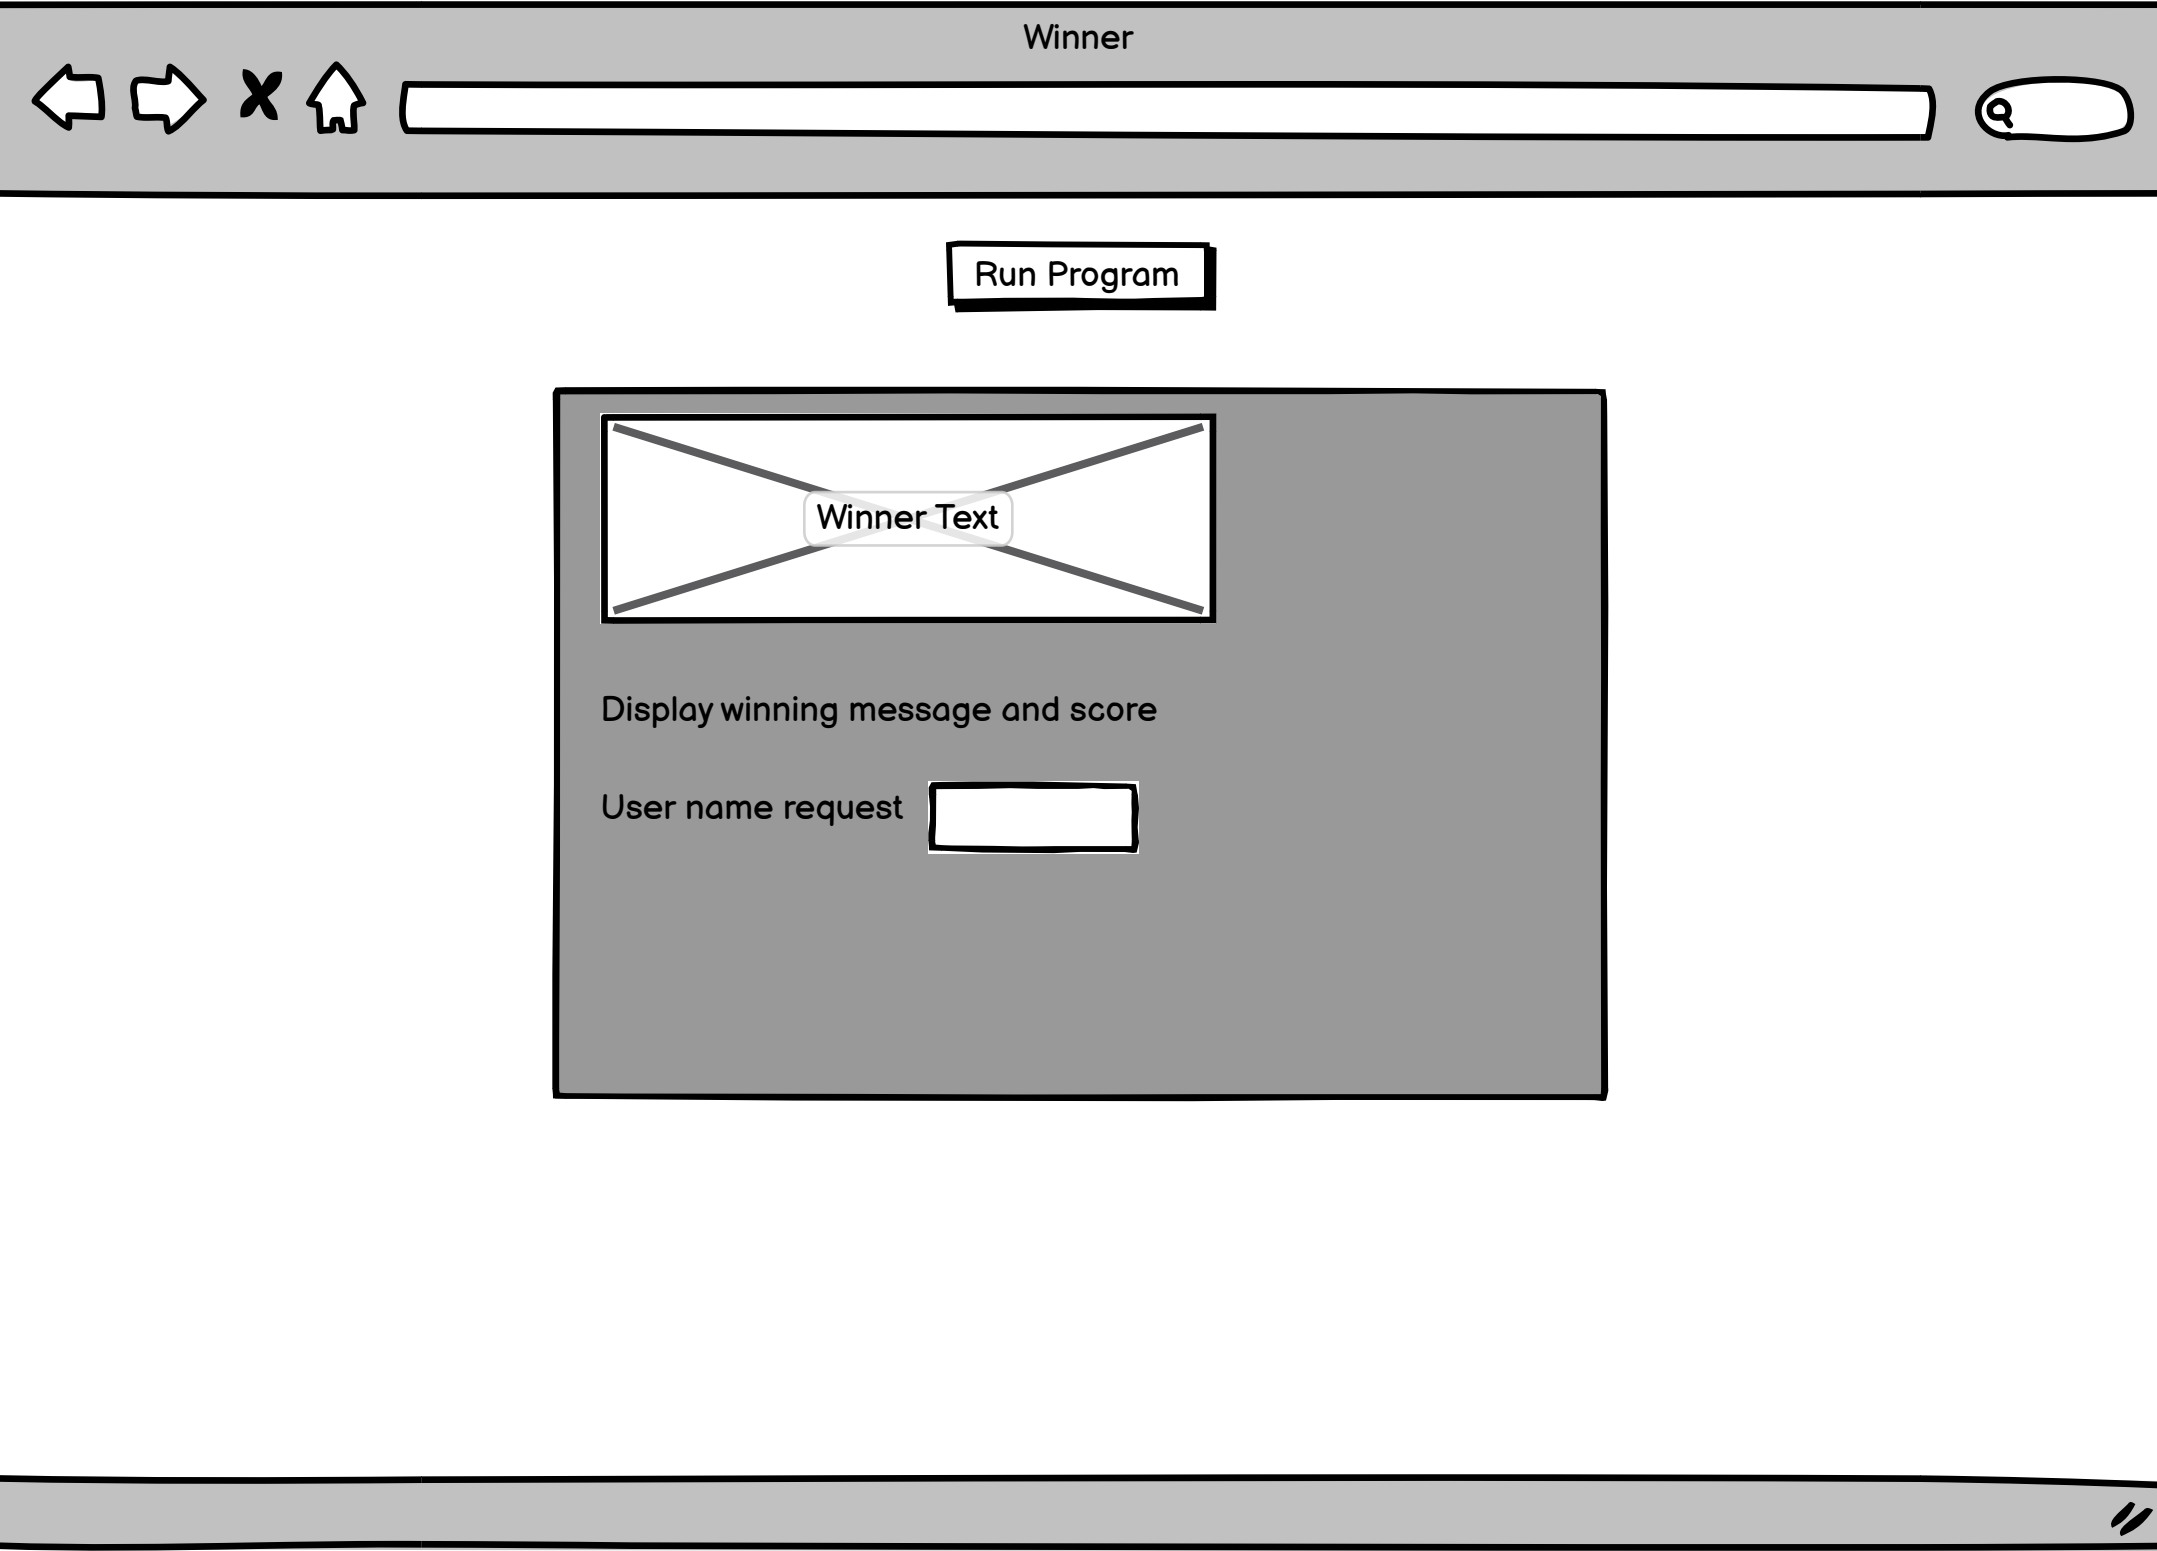 Winner
Run Program
Winner Text
Display winning message and score
User name request